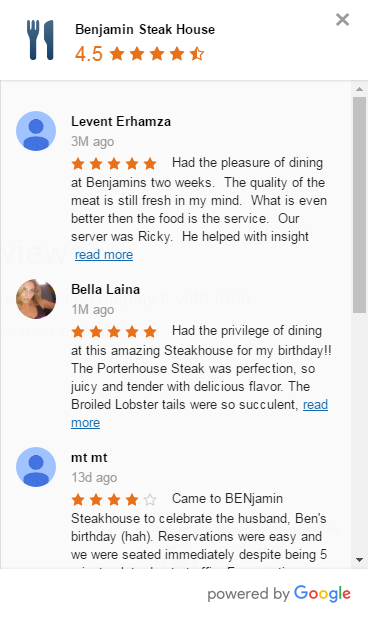 Benjamin Steak House
4.5
Levent Erhamza
3M ago
Had the pleasure of dining
at Benjamins two weeks. The quality of the
meat is still fresh in my mind. What is even
better then the food is the service. Our
server was Ricky. He helped with insight
read more
Bella Laina
1M ago
Had the privilege of dining
at this amazing Steakhouse for my birthday!!
The Porterhouse Steak was perfection, so
juicy and tender with delicious flavor. The
Broiled Lobster tails were so succulent, read
more
mt mt
13d ago
Came to BENjamin
Steakhouse to celebrate the husband, Ben's
birthday (hah). Reservations were easy and
we were seated immediately despite being 5
powered by Google